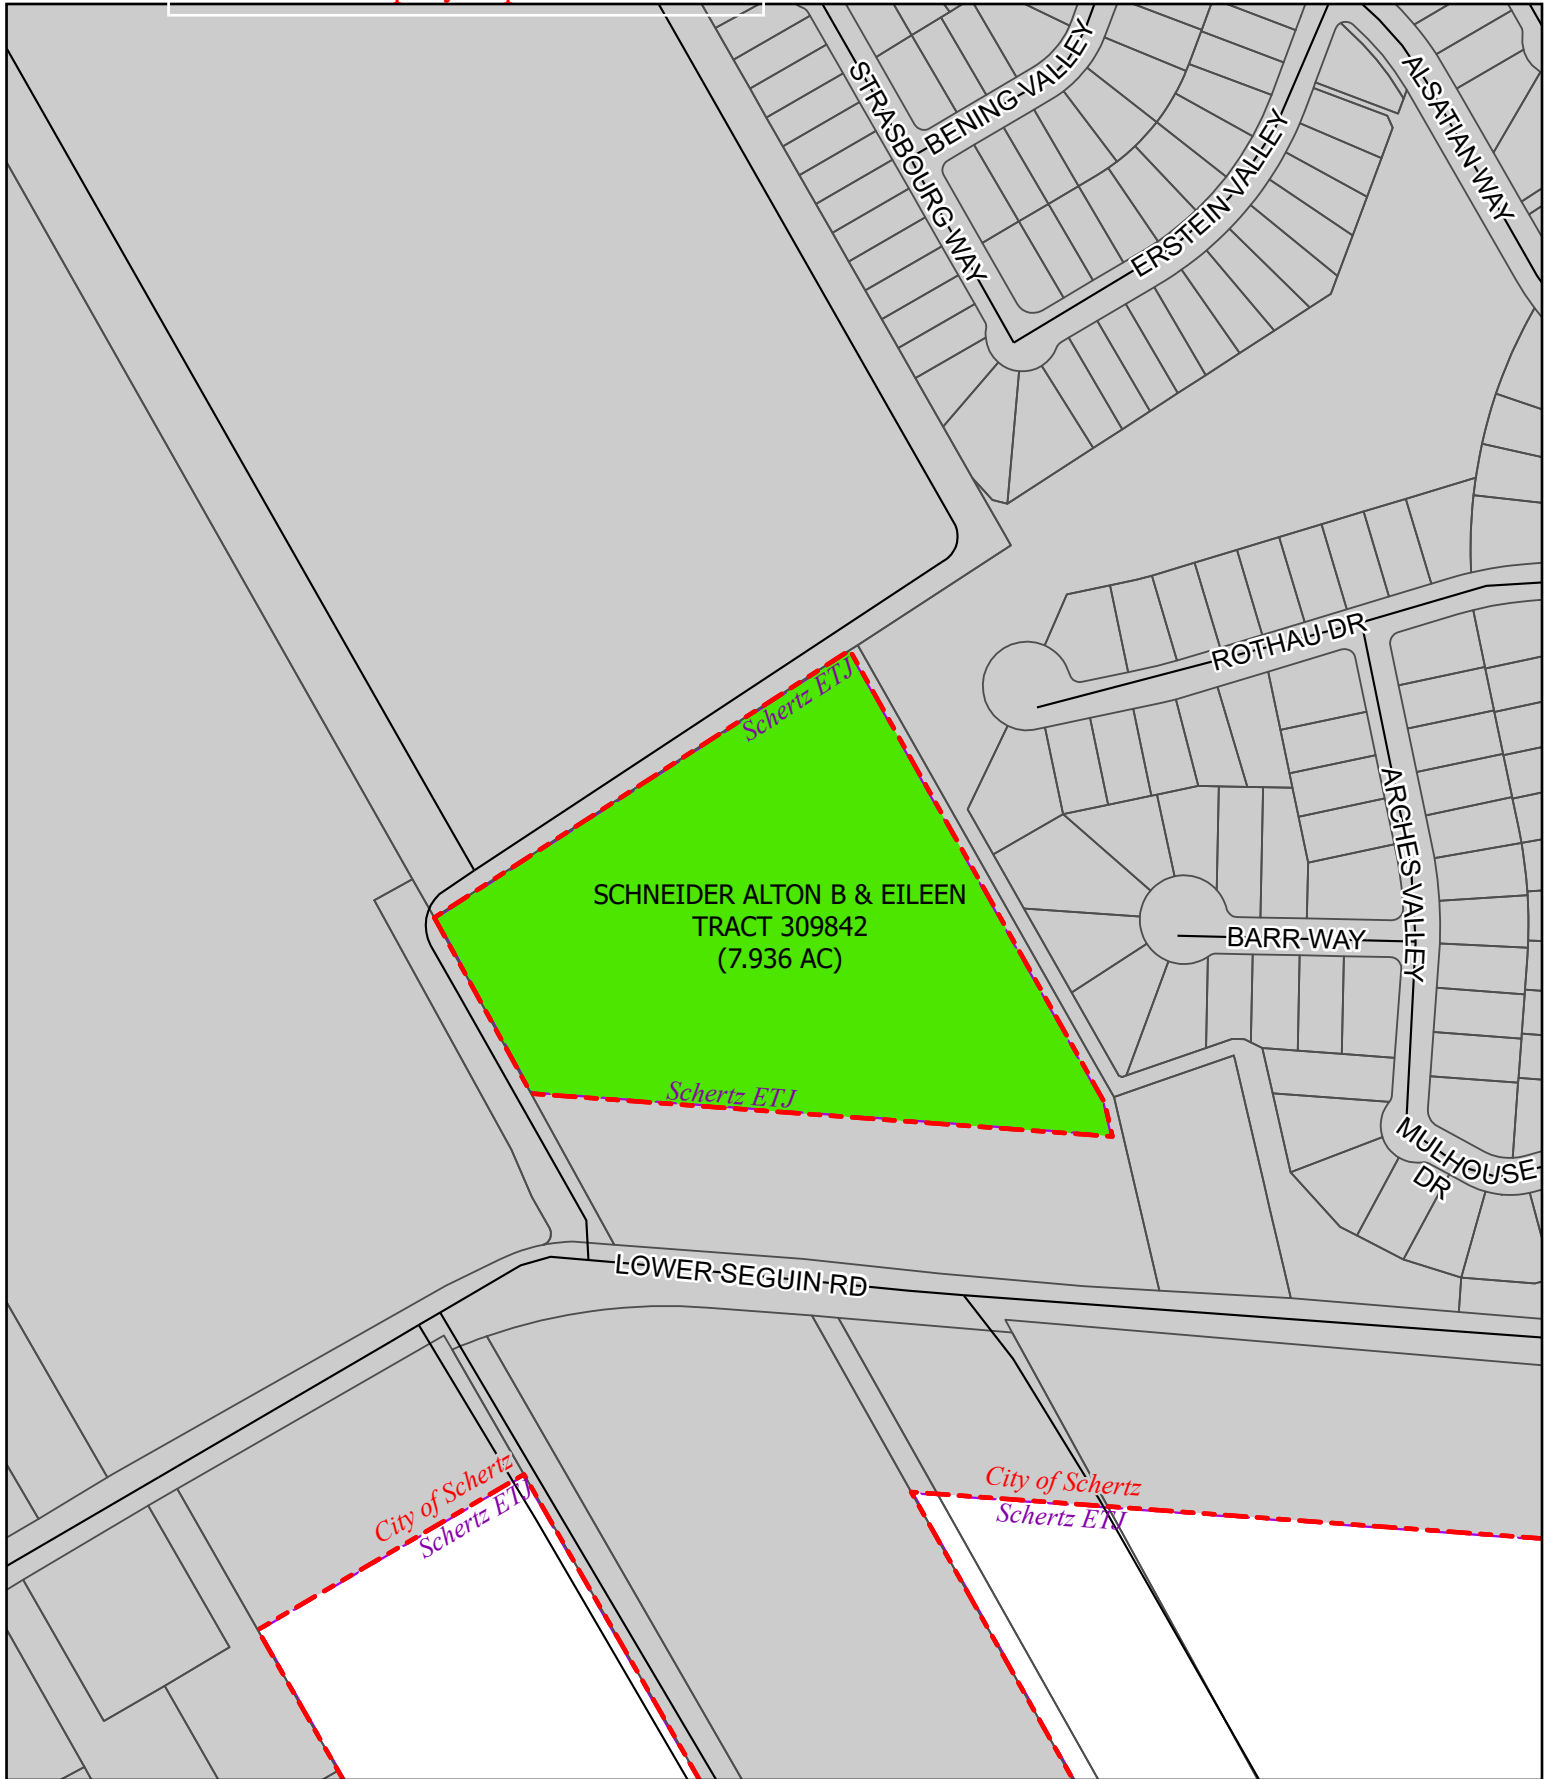 STRASBOURG WAY
BENING VALLEY
ERSTEIN VALLEY
ALSATIAN WAY
ROTHAU DR
Schertz ETJ
ARCHES VALLEY
SCHNEIDER ALTON B & EILEEN
TRACT 309842
(7.936 AC)
BARR WAY
Schertz ETJ
MULHOUSE
DR
LOWER SEGUIN RD
City of Schertz
Schertz ETJ
City of Schertz
Schertz ETJ